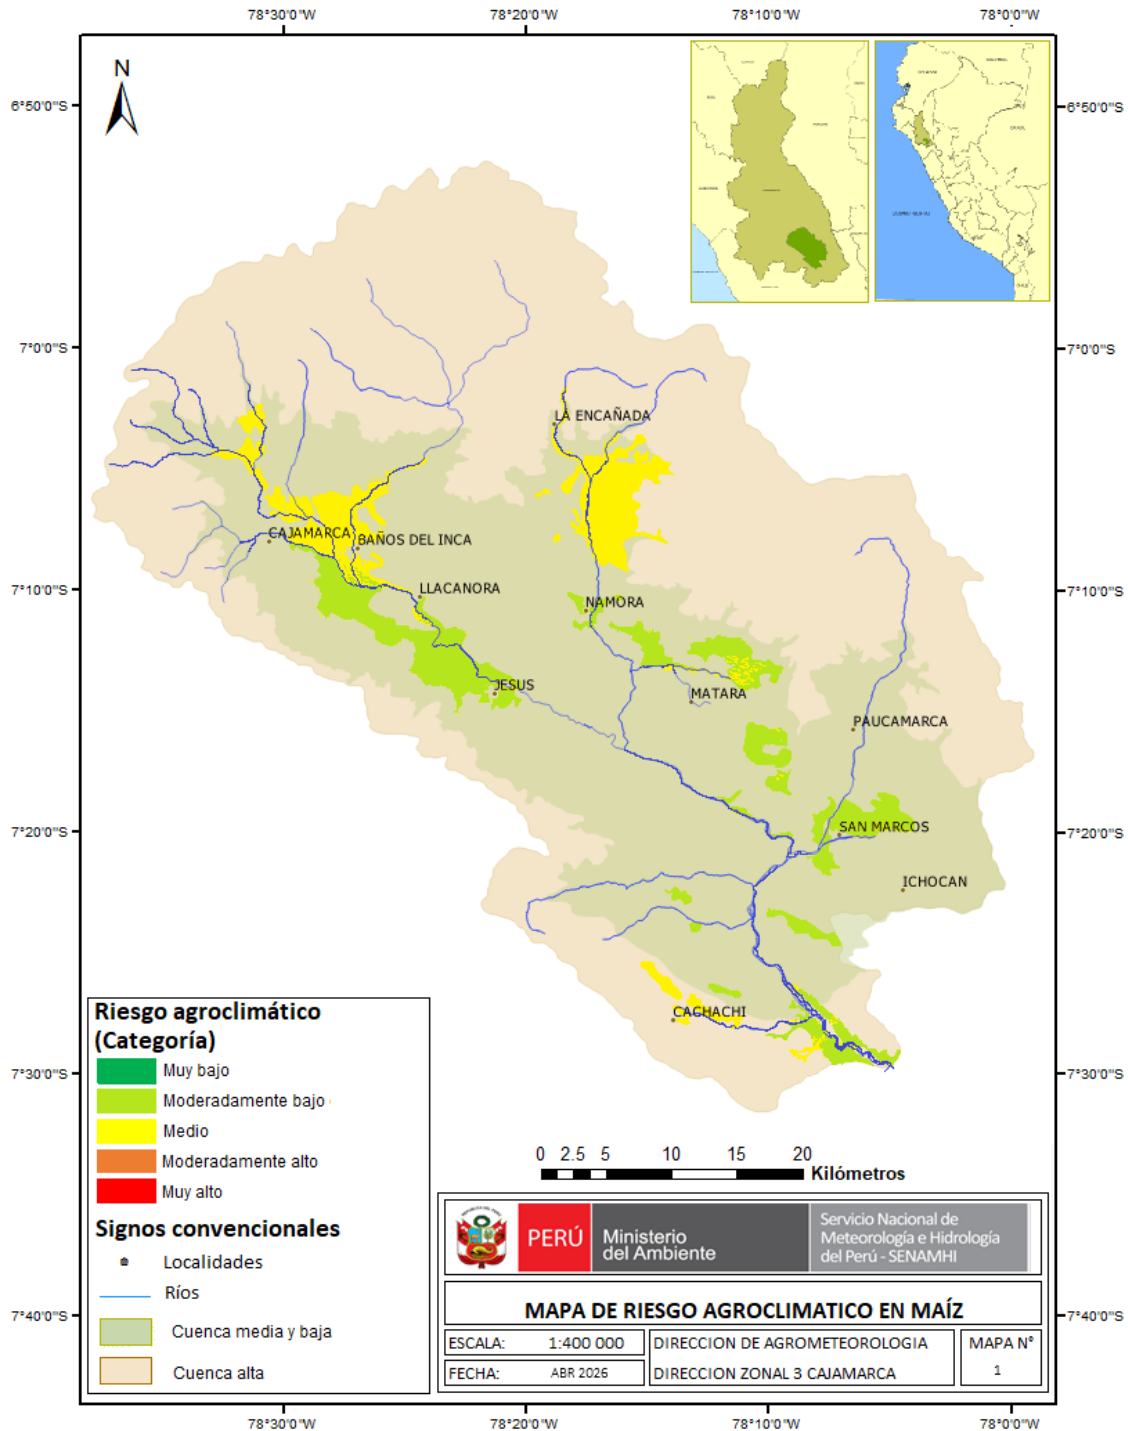 78°30'0"W
78°20'0"W
78°10'0"W
78°0'0"W
N
6°50'0"S
6°50'0"S
7°0'0"S
7°0'0"S
LA ENCAÑADA
CAJAMARCA
BAÑOS DEL INCA
7°10'0"S
7°10'0"S
LLACANORA
NAMORA
JESUS
MATARA
PAUCAMARCA
7°20'0"S
7°20'0"S
SAN MARCOS
ICHOCAN
CACHACHI
7°30'0"S
7°30'0"S
Riesgo agroclimático
(Categoría)
Muy bajo
Moderadamente bajo
Medio
Moderadamente alto
Muy alto
Signos convencionales
Localidades
Ríos
Cuenca media y baja
Cuenca alta
0 2.5 5 10 15 20
Kilómetros
PERÚ
Ministerio
del Ambiente
Servicio Nacional de
Meteorología e Hidrología
del Perú - SENAMHI
MAPA DE RIESGO AGROCLIMATICO EN MAÍZ
ESCALA: 1:400 000
DIRECCION DE AGROMETEOROLOGIA
MAPA N°
FECHA: ABR 2026
DIRECCION ZONAL 3 CAJAMARCA
1
7°40'0"S
7°40'0"S
78°30'0"W
78°20'0"W
78°10'0"W
78°0'0"W